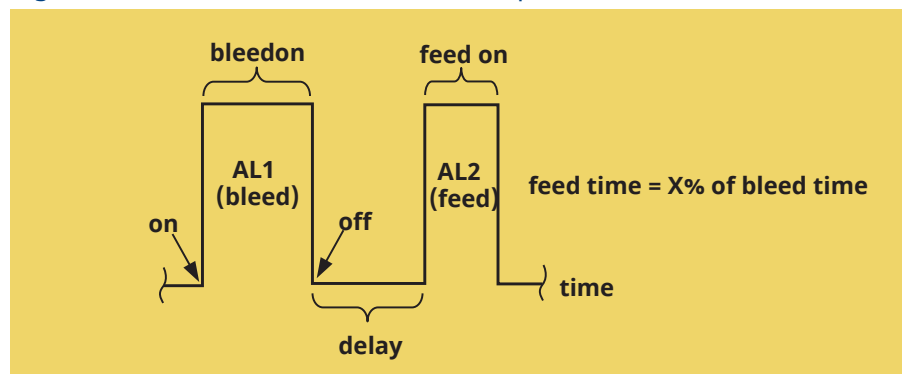 bleedon
feed on
AL1
(bleed)
AL2
(feed)
feed time = X% of bleed time
on
off
time
delay